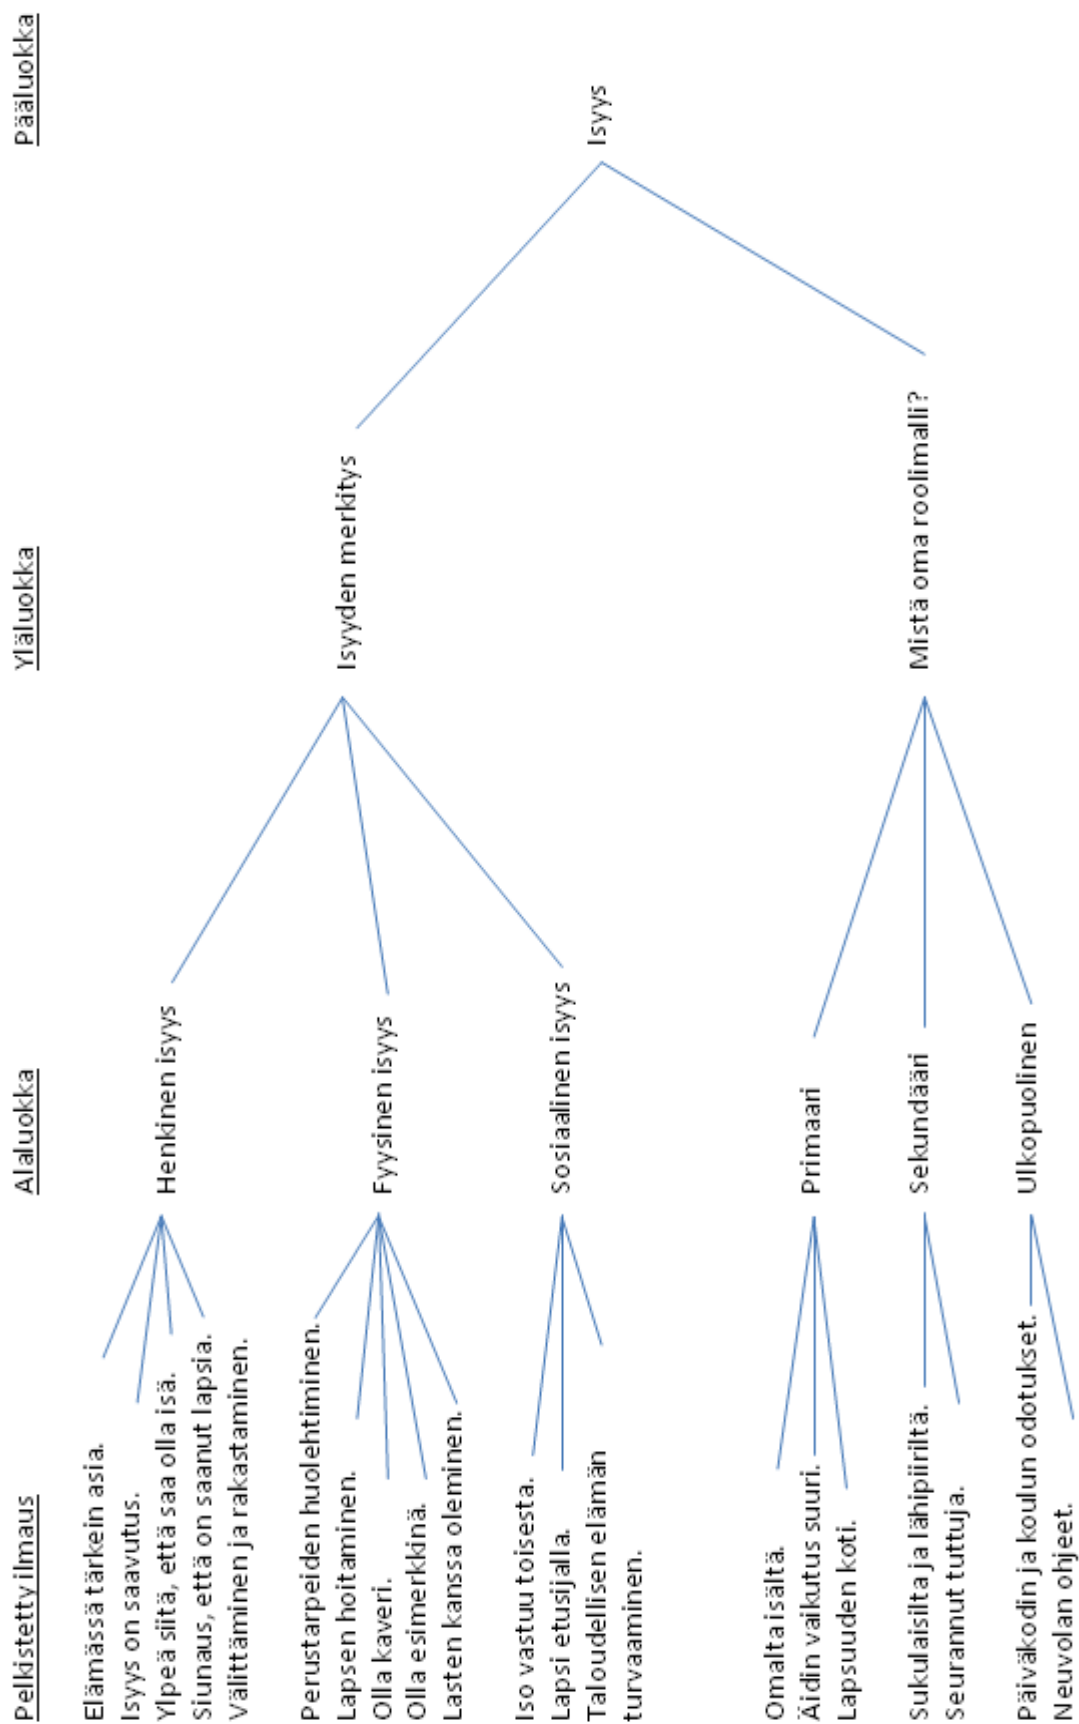 Pelkistetty ilmaus
Alaluokka
Yläluokka
Pääluokka
Elämässä tärkein asia.
Isyys on saavutus.
Ylpeä siitä, että saa olla isä.
Siunaus, että on saanut lapsia.
Välittäminen ja rakastaminen.
Henkinen isyys
Perustarpeiden huolehtiminen.
Lapsen hoitaminen.
Olla kaveri.
Olla esimerkkinä.
Lasten kanssa oleminen.
Fyysinen isyys
Iso vastuu toisesta.
Lapsi etusijalla.
Taloudellisen elämän
turvaaminen.
Sosiaalinen isyys
Isyyden merkitys
Isyys
Omalta isältä.
Äidin vaikutus suuri.
Lapsuuden koti.
Primaari
Sukulaisilta ja lähipiiriltä.
Seurannut tuttuja.
Sekundääri
Päiväkodin ja koulun odotukset.
Neuvolan ohjeet.
Ulkopuolinen
Mistä oma roolimalli?